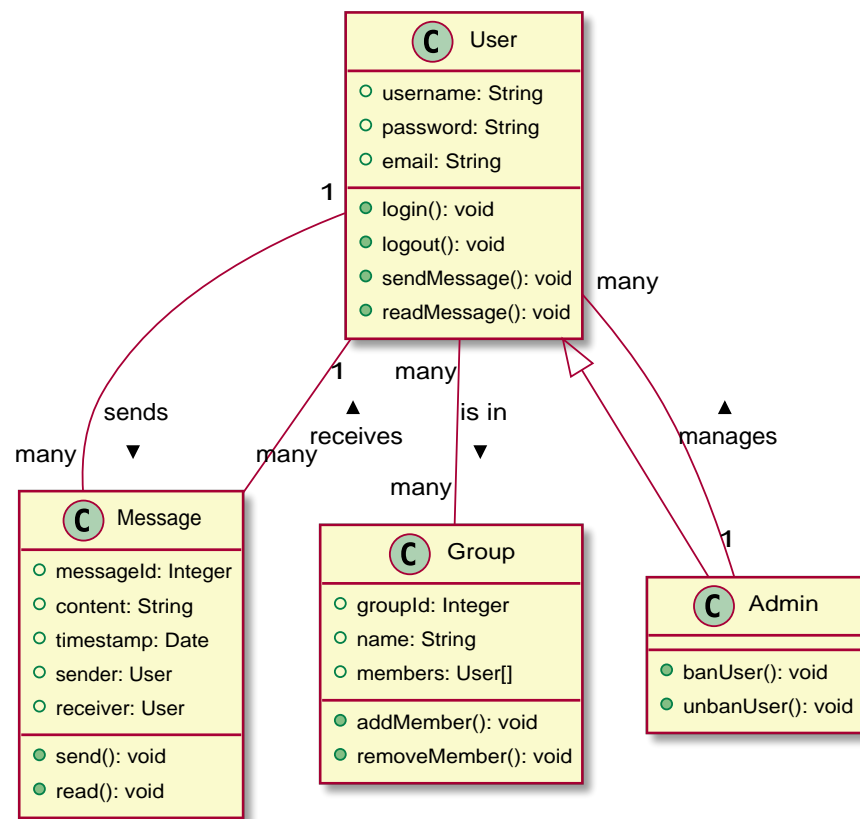 C User
username: String
password: String
email: String
login(): void
logout(): void
sendMessage(): void
readMessage(): void
1
many
1
many
sends
is in
receives
manages
many
many
many
1
C Message
messageId: Integer
content: String
timestamp: Date
sender: User
receiver: User
send(): void
read(): void
C Group
groupId: Integer
name: String
members: User[]
addMember(): void
removeMember(): void
C Admin
banUser(): void
unbanUser(): void